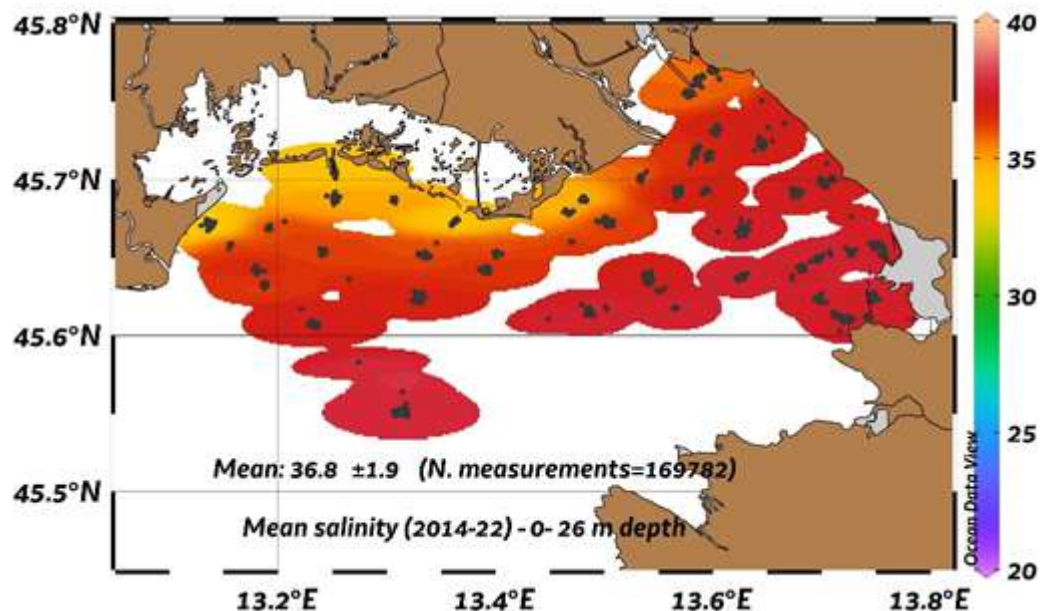 45.8°N
45.7°N
45.6°N
45.5°N
Mean: 36.8 ±1.9 (N. measurements=169782)
Mean salinity (2014-22) - 0- 26 m depth
13.2°E 13.4°E 13.6°E 13.8°E
40
35
30
25
20
Ocean Data View